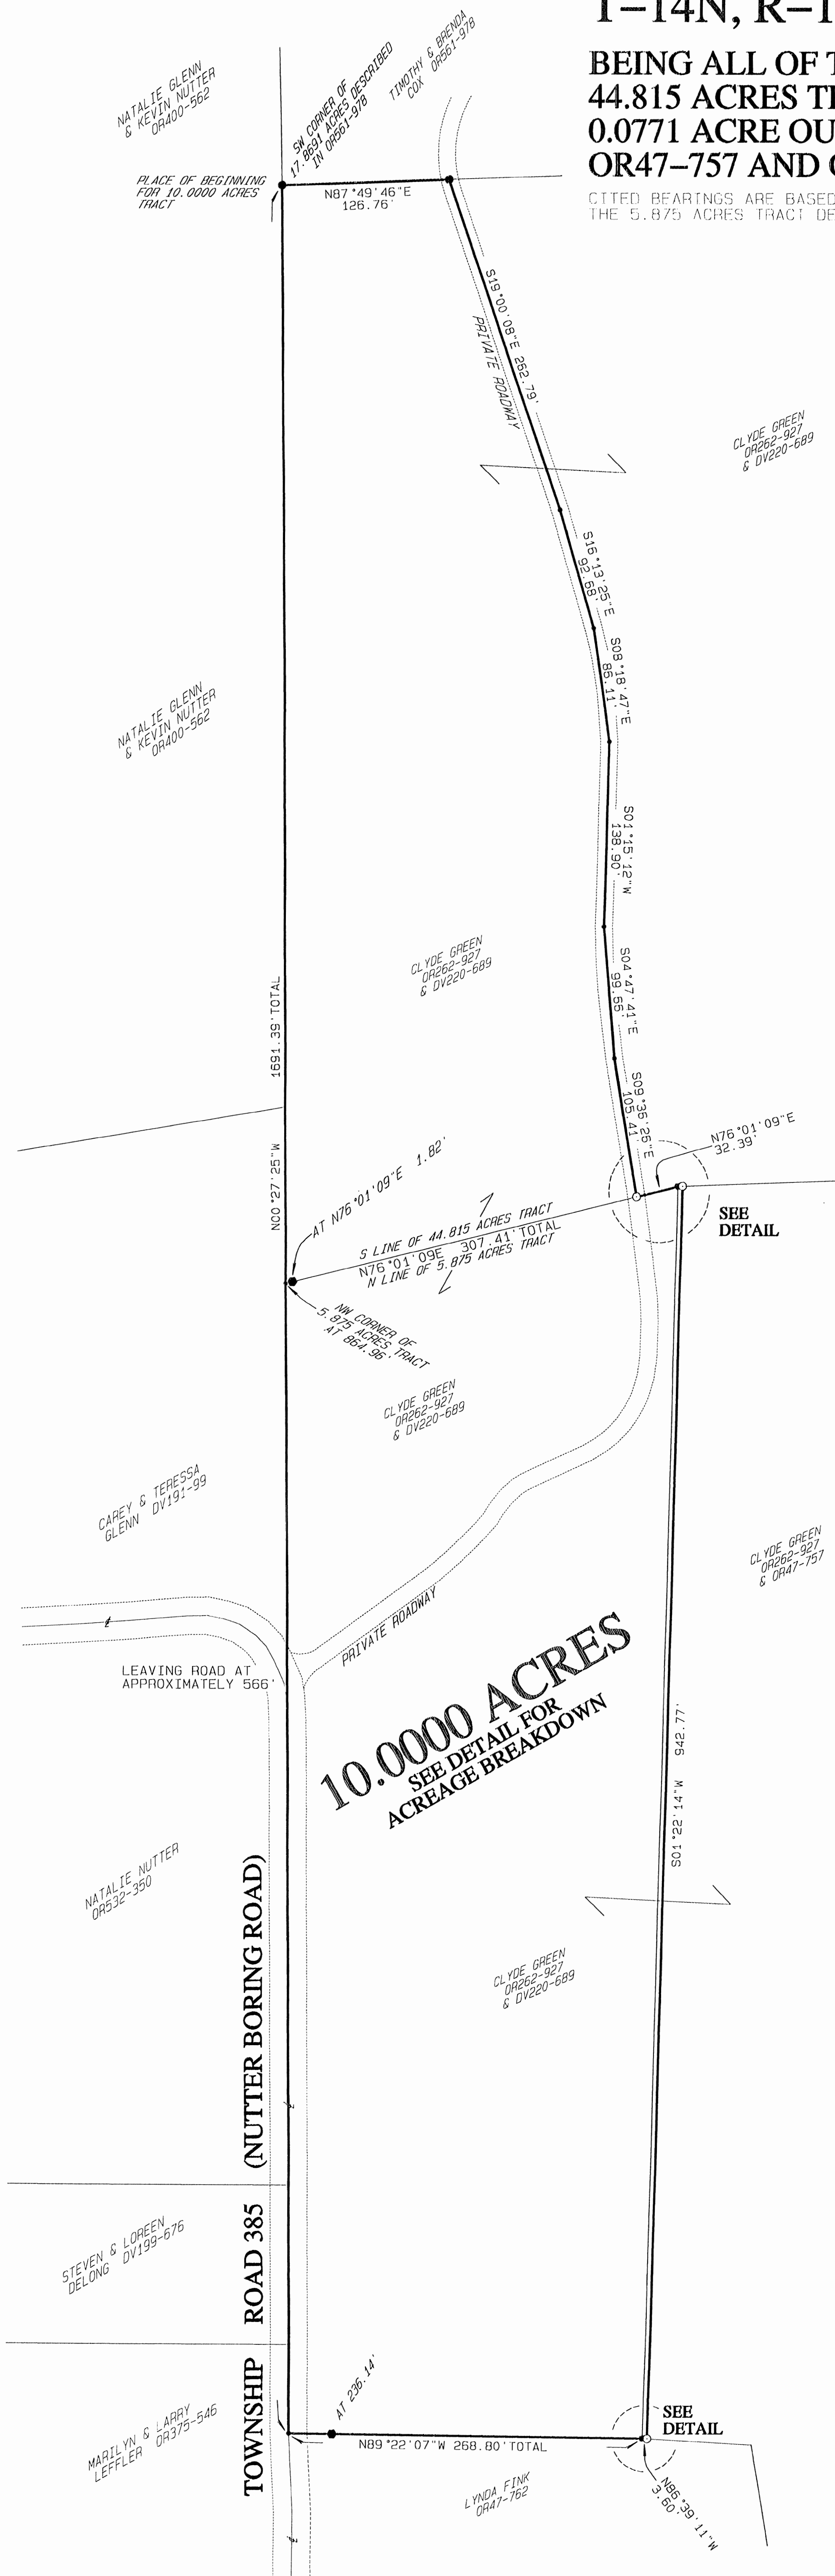 T-14N, R-1
BEING ALL OF T
44.815 ACRES T
0.0771 ACRE OU
OR47-757 AND
CITED BEARINGS ARE BASED
THE 5.875 ACRES TRACT DE
NATALIE GLENN
& KEVIN NUTTER
OR400-562
SW CORNER OF
17.8691 ACRES DESCRIBED
IN OR561-978
TIMOTHY & BRENDA
COX OR561-978
PLACE OF BEGINNING
FOR 10.0000 ACRES
TRACT
N87°49'46"E
126.76'
S19°00'08"E 262.79'
PRIVATE ROADWAY
CLYDE GREEN
OR262-927
& DV220-689
S16°13'25"E
92.68'
S08°18'47"E
86.11'
NATALIE GLENN
& KEVIN NUTTER
OR400-562
S01°15'12"W
138.90'
CLYDE GREEN
OR262-927
& DV220-689
S04°47'41"E
99.55'
1691.39'TOTAL
S09°35'25"E
105.41'
N76°01'09"E
32.39'
N00°27'25"W
AT N76°01'09"E 1.82'
SEE
DETAIL
S LINE OF 44.815 ACRES TRACT
N76°01'09E 307.41'TOTAL
N LINE OF 5.875 ACRES TRACT
NW CORNER OF
5.875 ACRES TRACT
AT 864.96'
CLYDE GREEN
OR262-927
& DV220-689
CAREY & TERESSA
GLENN DV191-99
CLYDE GREEN
OR262-927
& OR47-757
PRIVATE ROADWAY
LEAVING ROAD AT
APPROXIMATELY 566'
10.0000 ACRES
SEE DETAIL FOR
ACREAGE BREAKDOWN
S01°22'14"W 942.77'
NATALIE NUTTER
OR532-350
CLYDE GREEN
OR262-927
& DV220-689
TOWNSHIP ROAD 385 (NUTTER BORING ROAD)
STEVEN & LOREEN
DELONG DV199-676
AT 236.14'
MARILYN & LARRY
LEFFLER OR375-546
N89°22'07"W 268.80'TOTAL
SEE
DETAIL
LYNDA FINK
OR47-762
N86°39'11"W
3.60'